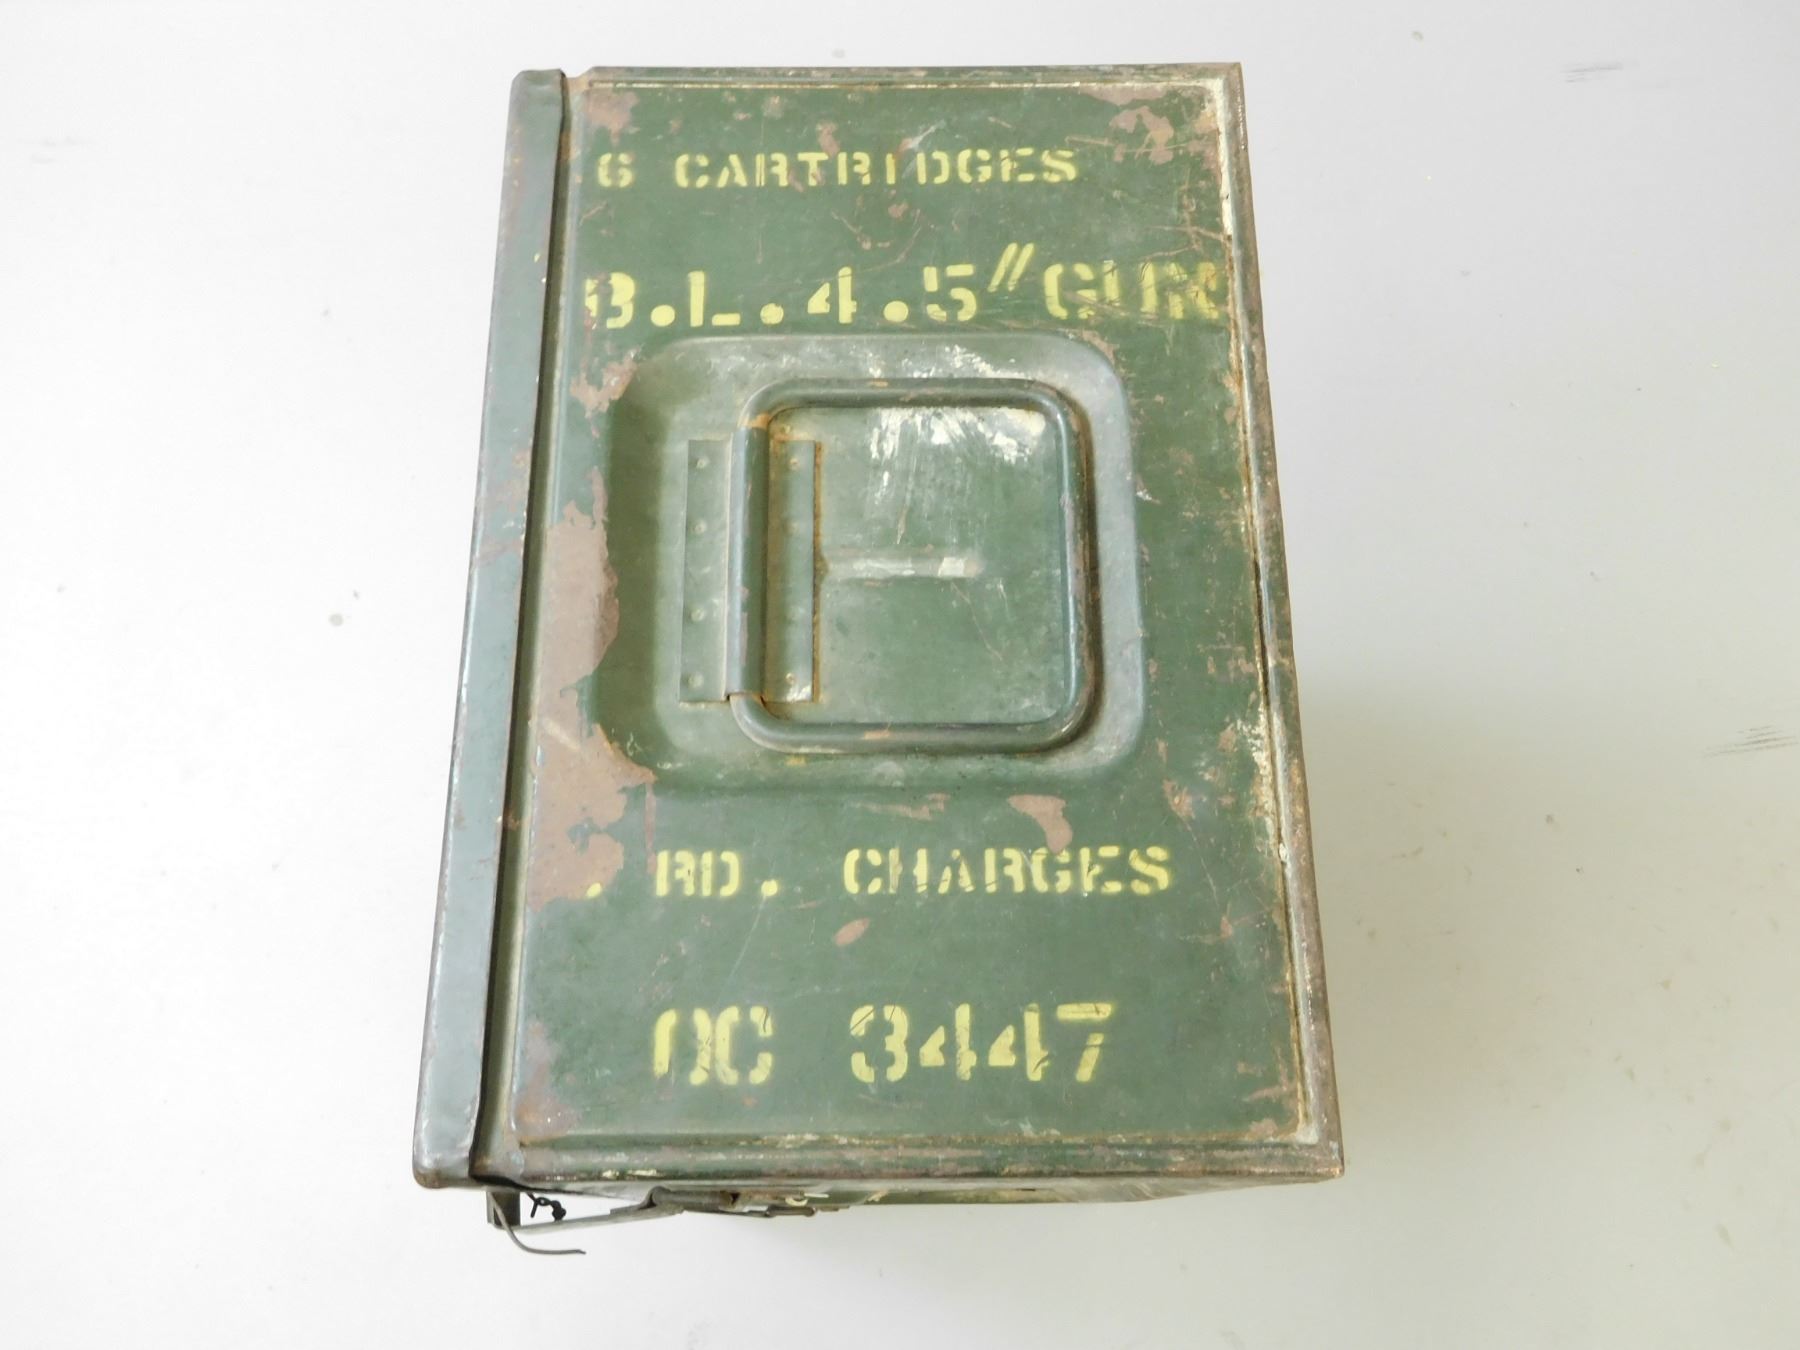 6 CARTRIDGES
B.L.4.5" GUN
. RD. CHARGES
OC 3447